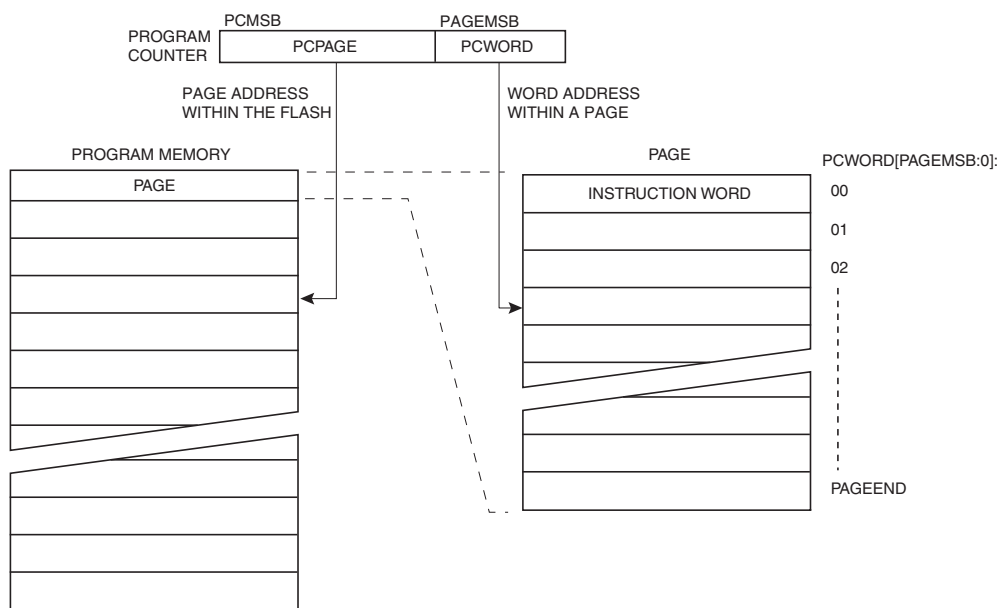 PCMSB
PAGEMSB
PROGRAM
COUNTER
PCPAGE
PCWORD
PAGE ADDRESS
WITHIN THE FLASH
WORD ADDRESS
WITHIN A PAGE
PROGRAM MEMORY
PAGE
PAGE
PCWORD[PAGEMSB:0]:
INSTRUCTION WORD
00
01
02
PAGEEND